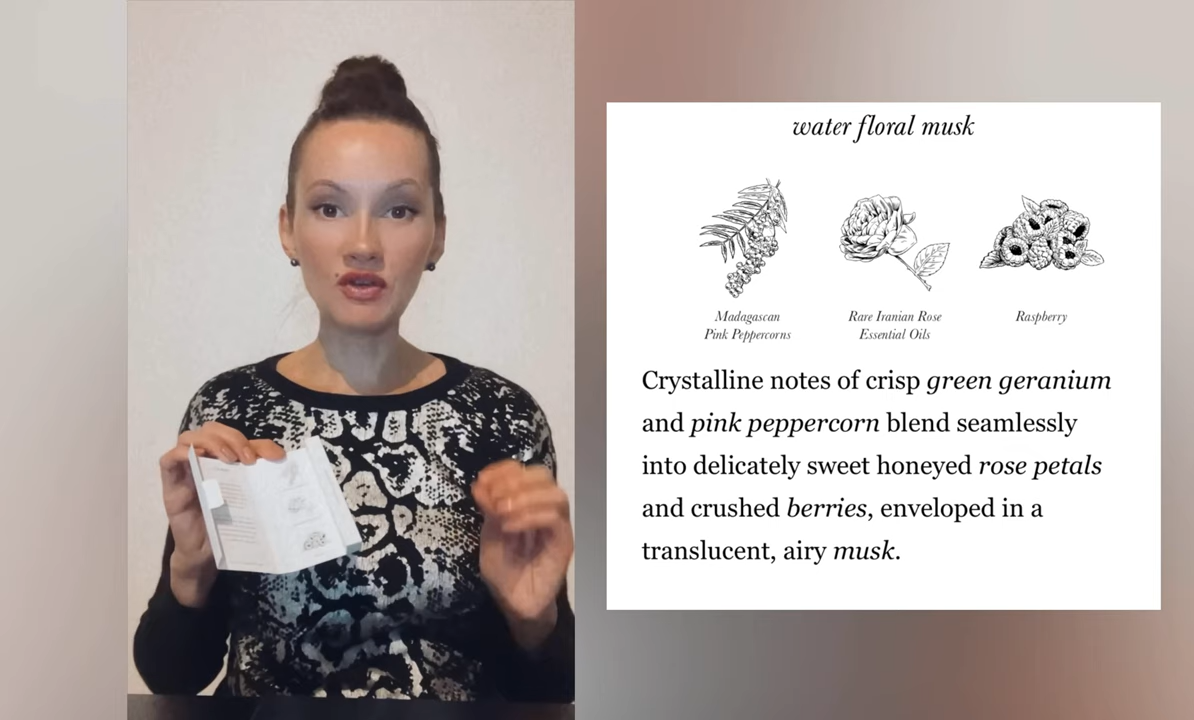 water floral musk
Madagascan
Pink Peppercorns
Rare Iranian Rose
Essential Oils
Raspberry
Crystalline notes of crisp green geranium
and pink peppercorn blend seamlessly
into delicately sweet honeyed rose petals
and crushed berries, enveloped in a
translucent, airy musk.